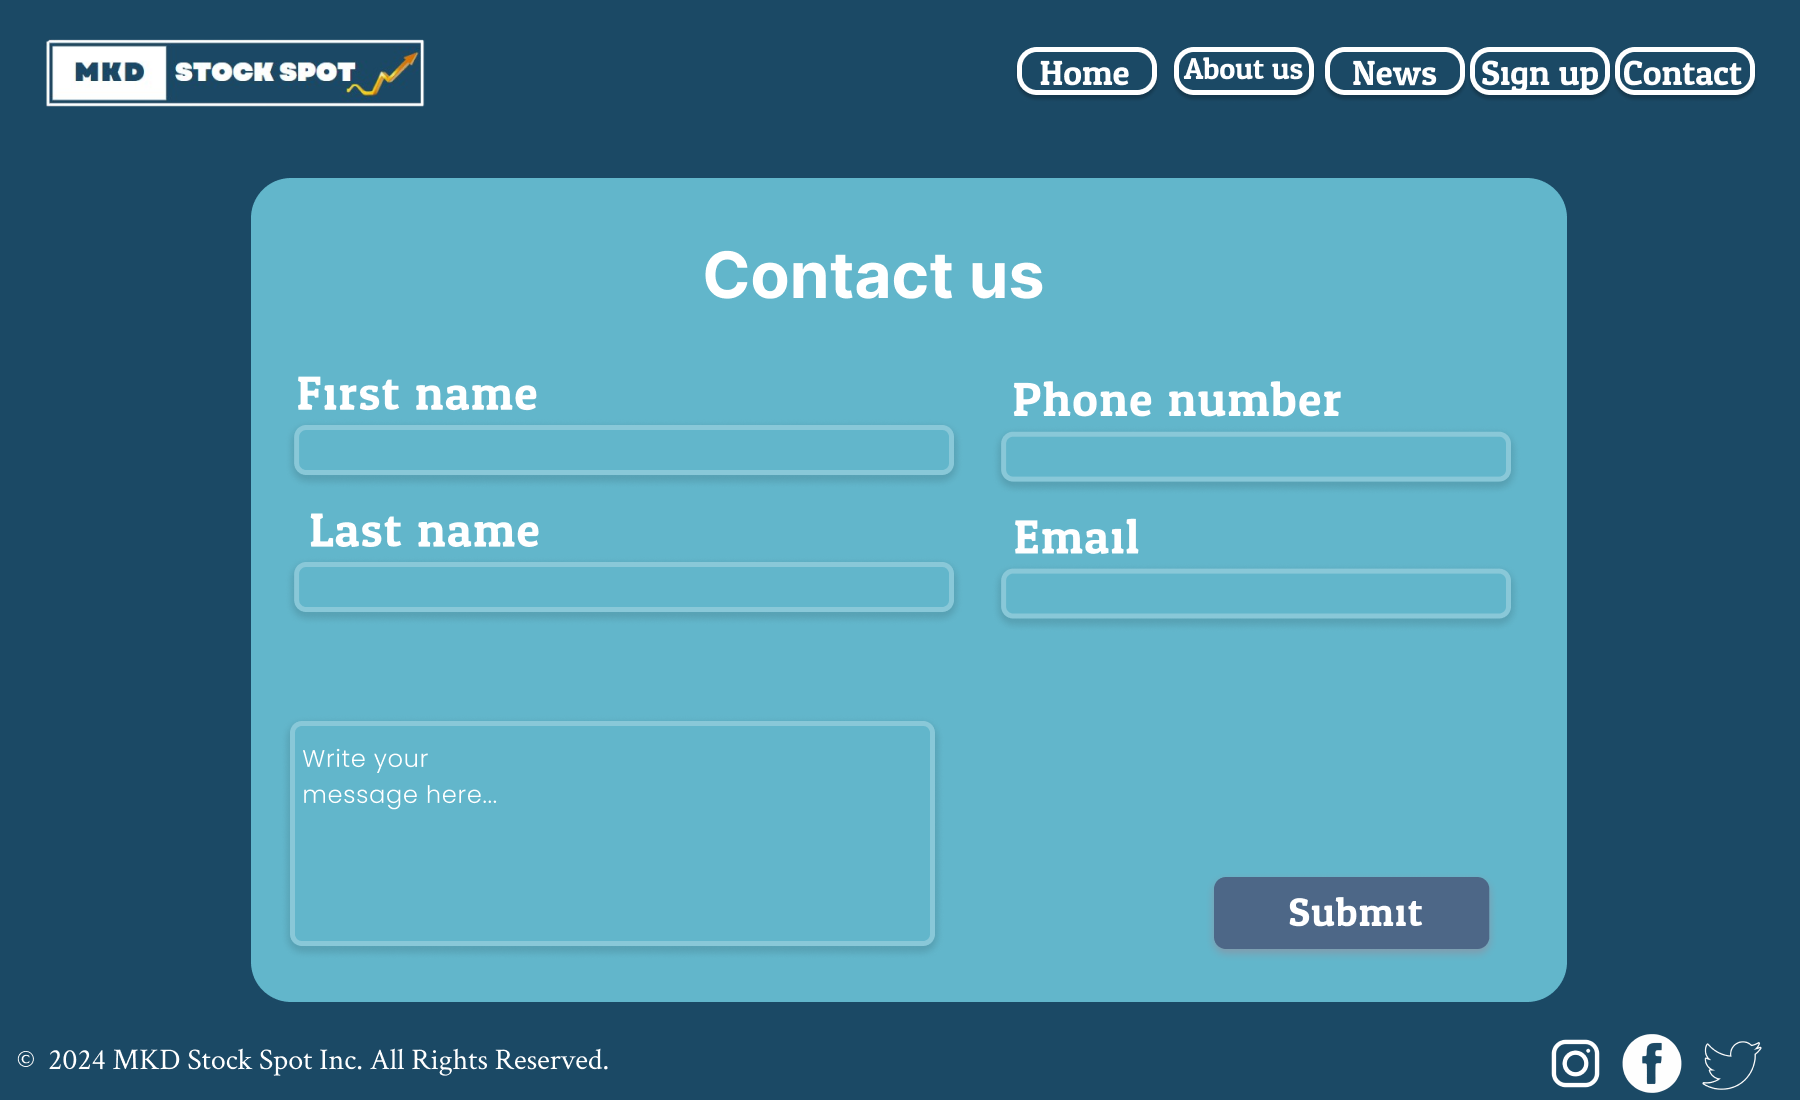 MKD STOCK SPOT
Home About us News Sign up Contact
Contact us
First name
Phone number
Last name
Email
Write your
message here...
Submit
© 2024 MKD Stock Spot Inc. All Rights Reserved.